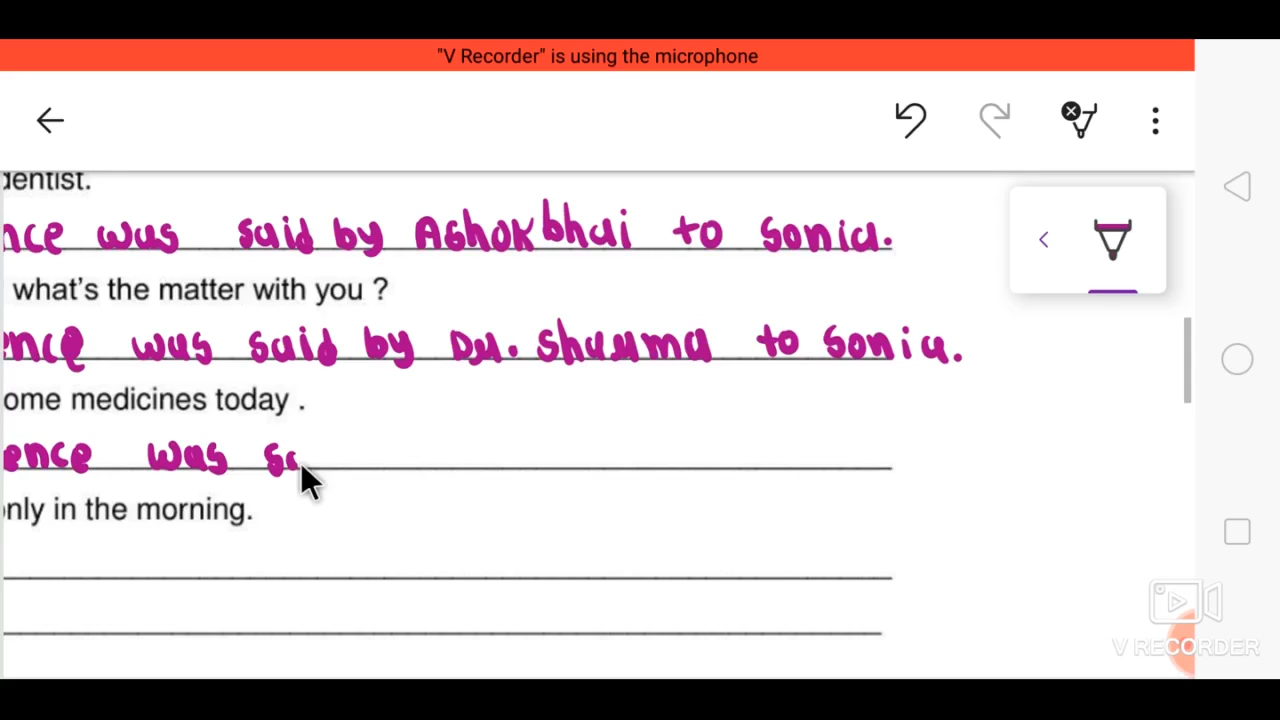 "V Recorder" is using the microphone
dentist.
nce was said by Ashokbhai to Sonia.
what's the matter with you ?
ence was said by Dr. Sharma to Sonia.
ome medicines today .
ence was sa
only in the morning.
V RECORDER